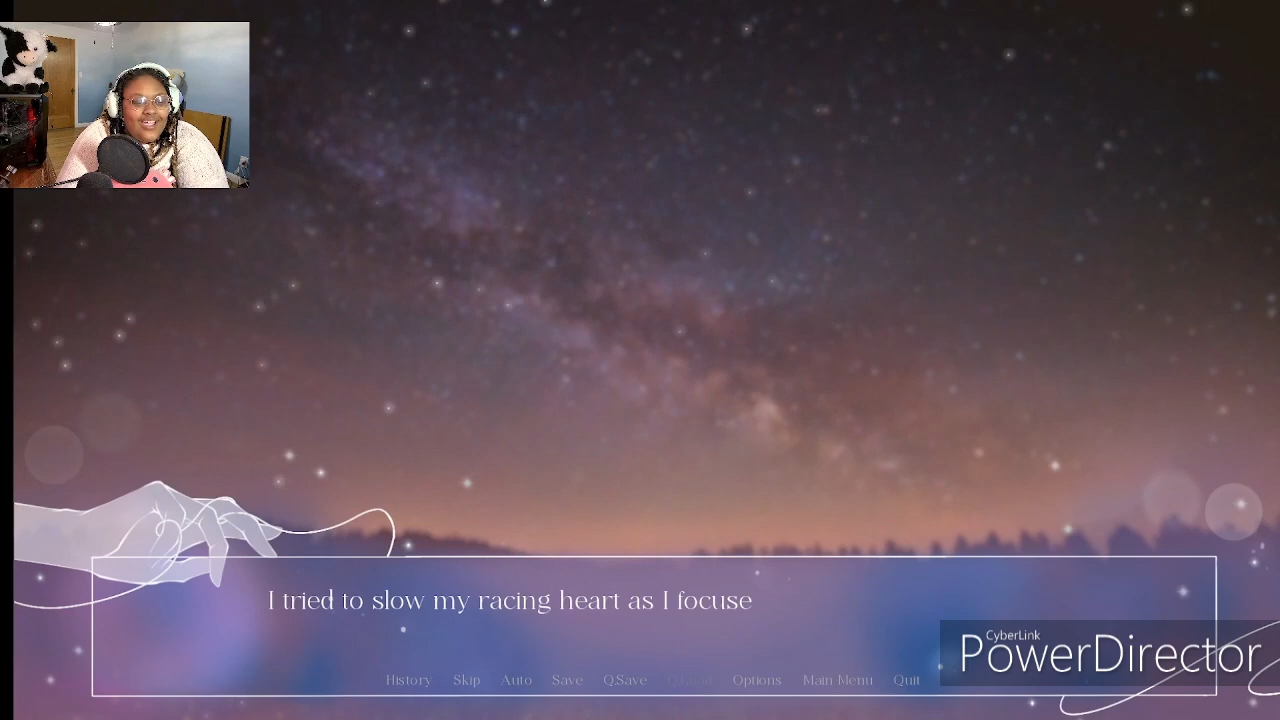 I tried to slow my racing heart as I focuse
History Skip Auto Save Q.Save Q.Load Options Main Menu Quit
CyberLink
PowerDirector